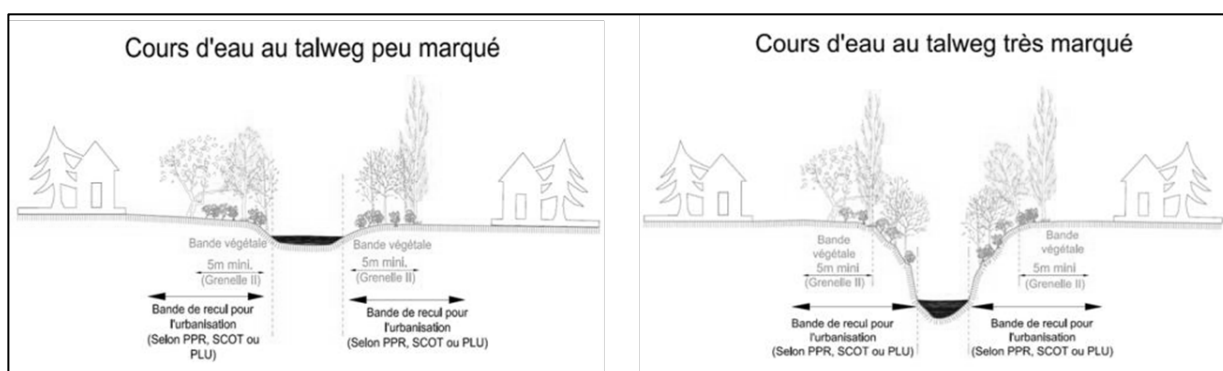 Cours d'eau au talweg peu marqué
Bande végétale
5m mini.
(Grenelle II)
Bande végétale
5m mini.
(Grenelle II)
Bande de recul pour
l'urbanisation
(Selon PPR, SCOT ou
PLU)
Bande de recul pour
l'urbanisation
(Selon PPR, SCOT ou PLU)
Cours d'eau au talweg très marqué
Bande
végétale
5m mini
(Grenelle II)
Bande
végétale
5m mini
(Grenelle II)
Bande de recul pour
l'urbanisation
(Selon PPR, SCOT ou PLU)
Bande de recul pour
l'urbanisation
(Selon PPR, SCOT ou PLU)